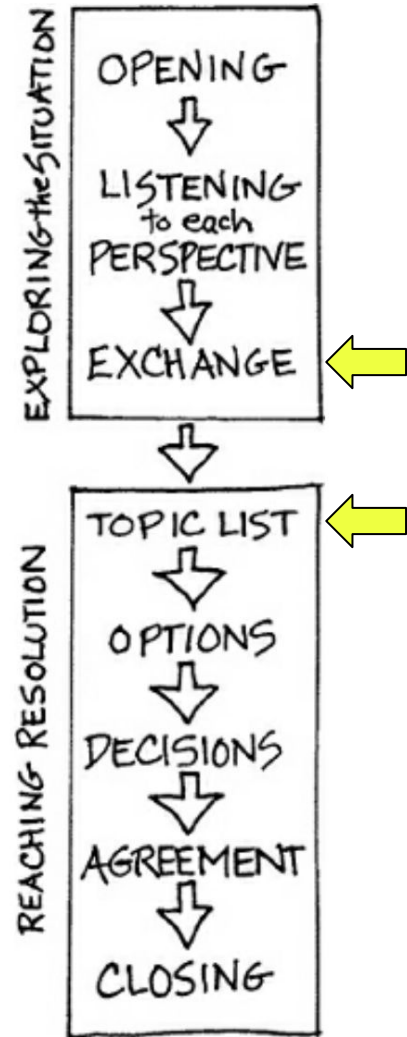 EXPLORING the SITUATION
OPENING
LISTENING
to each
PERSPECTIVE
EXCHANGE
REACHING RESOLUTION
TOPIC LIST
OPTIONS
DECISIONS
AGREEMENT
CLOSING